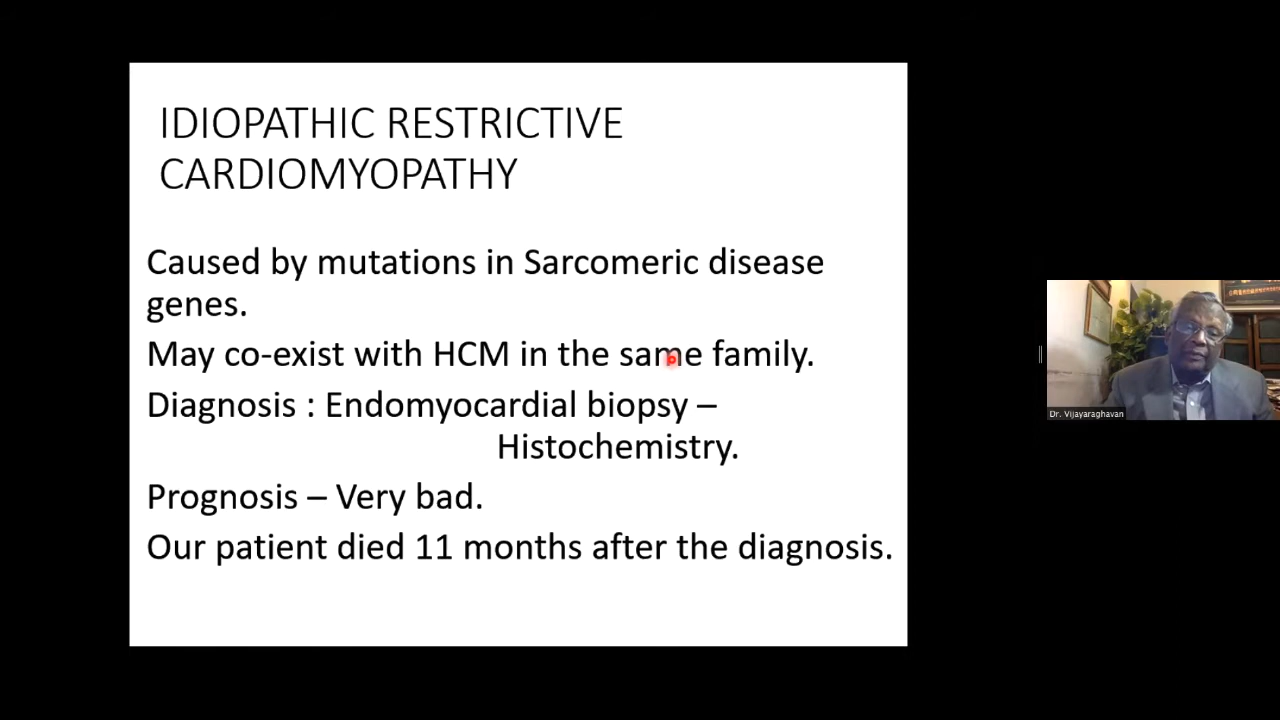 IDIOPATHIC RESTRICTIVE
CARDIOMYOPATHY
Caused by mutations in Sarcomeric disease
genes.
May co-exist with HCM in the same family.
Diagnosis : Endomyocardial biopsy –
Histochemistry.
Prognosis – Very bad.
Our patient died 11 months after the diagnosis.
Dr. Vijayaraghavan